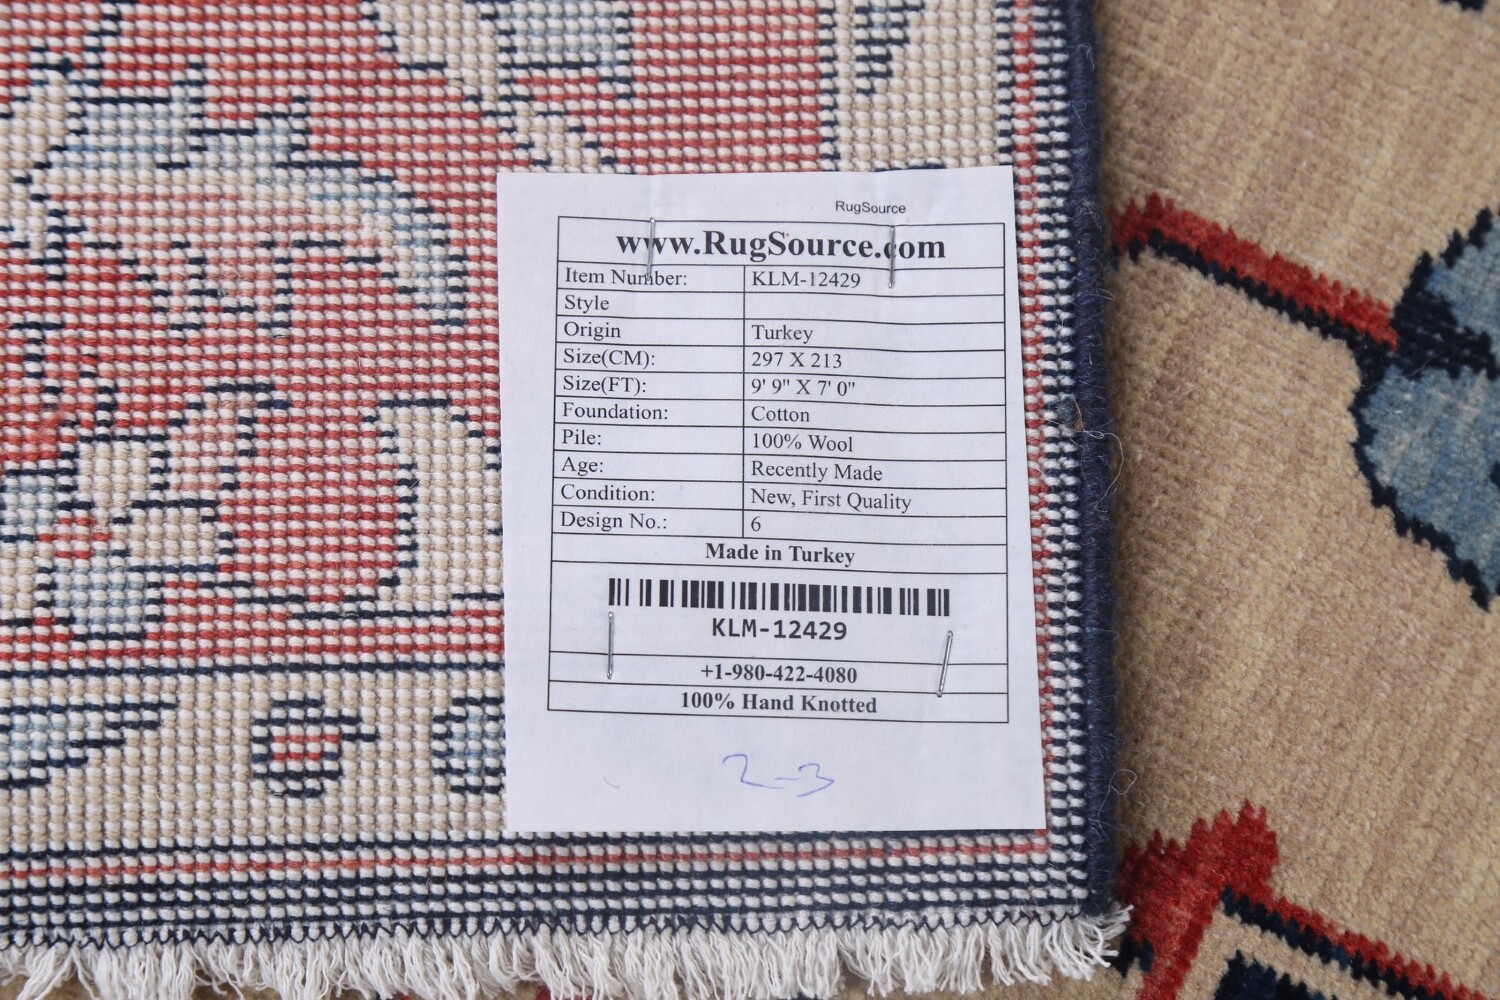 RugSource
www.RugSource.com
Item Number: KLM-12429
Style
Origin Turkey
Size(CM): 297 X 213
Size(FT): 9' 9" X 7' 0"
Foundation: Cotton
Pile: 100% Wool
Age: Recently Made
Condition: New, First Quality
Design No.: 6
Made in Turkey
KLM-12429
+1-980-422-4080
100% Hand Knotted
2-3